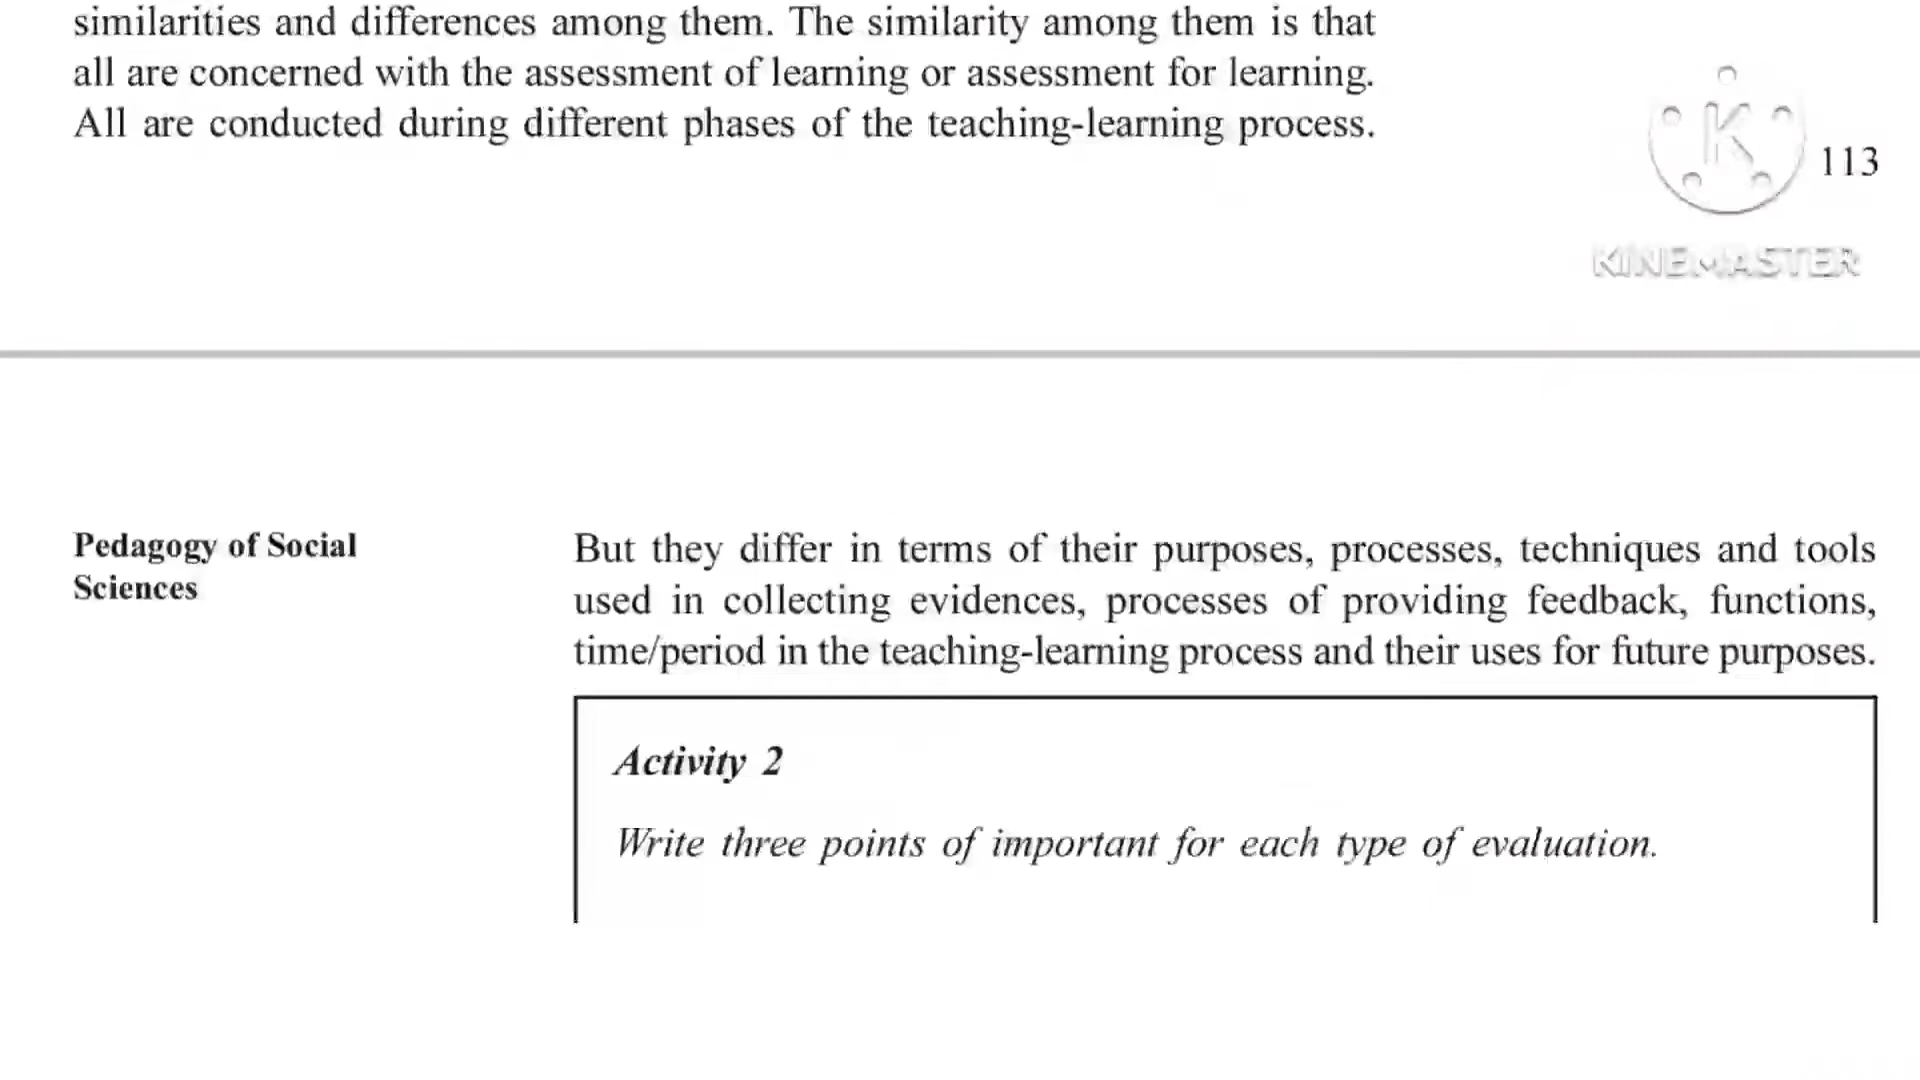 similarities and differences among them. The similarity among them is that
all are concerned with the assessment of learning or assessment for learning.
All are conducted during different phases of the teaching-learning process.
K
113
KINEMASTER
Pedagogy of Social
Sciences
But they differ in terms of their purposes, processes, techniques and tools
used in collecting evidences, processes of providing feedback, functions,
time/period in the teaching-learning process and their uses for future purposes.
Activity 2
Write three points of important for each type of evaluation.